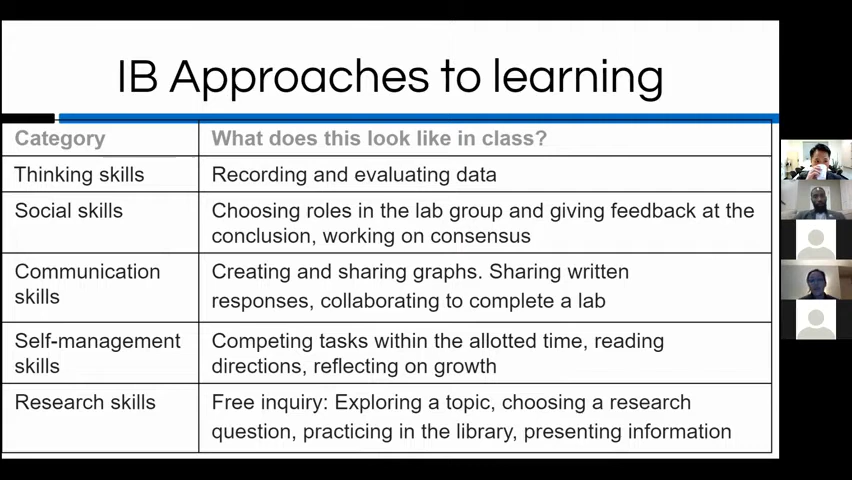 IB Approaches to learning
Category
What does this look like in class?
Thinking skills
Recording and evaluating data
Social skills
Choosing roles in the lab group and giving feedback at the
conclusion, working on consensus
Communication
skills
Creating and sharing graphs. Sharing written
responses, collaborating to complete a lab
Self-management
skills
Competing tasks within the allotted time, reading
directions, reflecting on growth
Research skills
Free inquiry: Exploring a topic, choosing a research
question, practicing in the library, presenting information